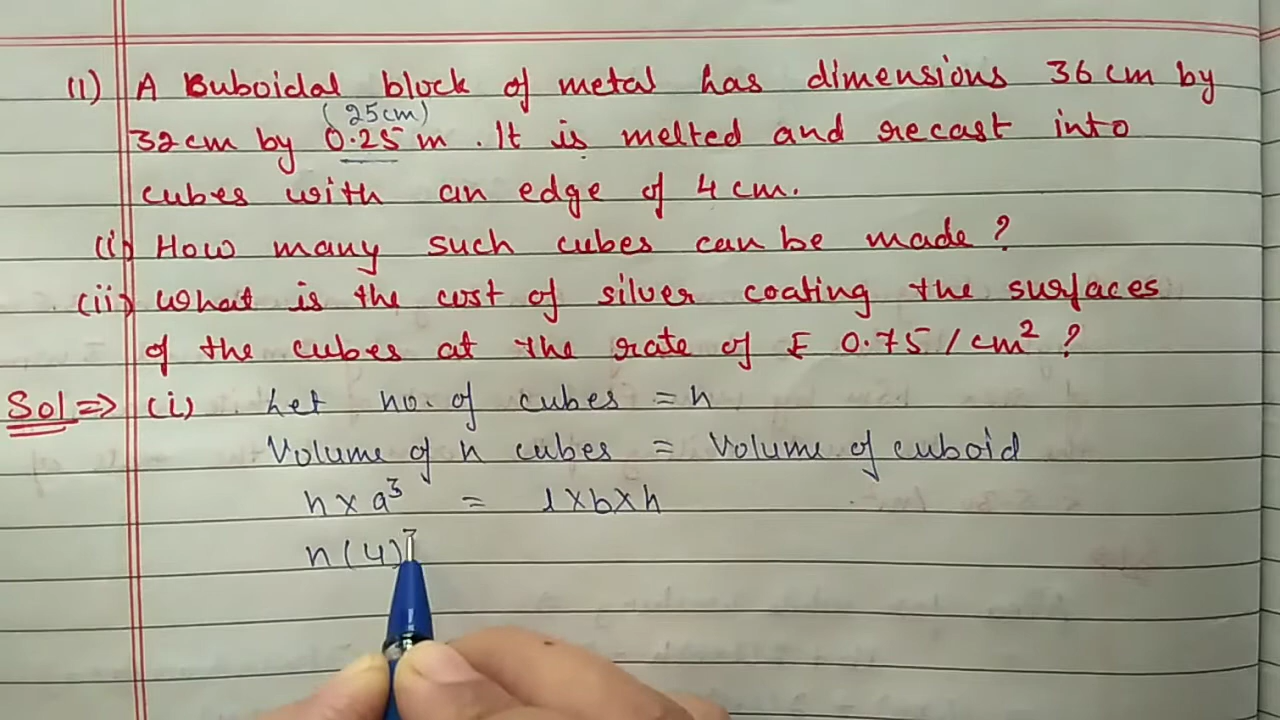 (1) A Cuboidal block of metal has dimensions 36 cm by
(25cm)
32cm by 0.25 m. It is melted and recast into
cubes with an edge of 4 cm.
(i) How many such cubes can be made?
(ii) What is the cost of silver coating the surfaces
of the cubes at the rate of ₤ 0.75/cm² ?
Sol ⇒ (i) Let no. of cubes = n
Volume of n cubes = Volume of cuboid
n × a³ = l×b×h
n(4)³